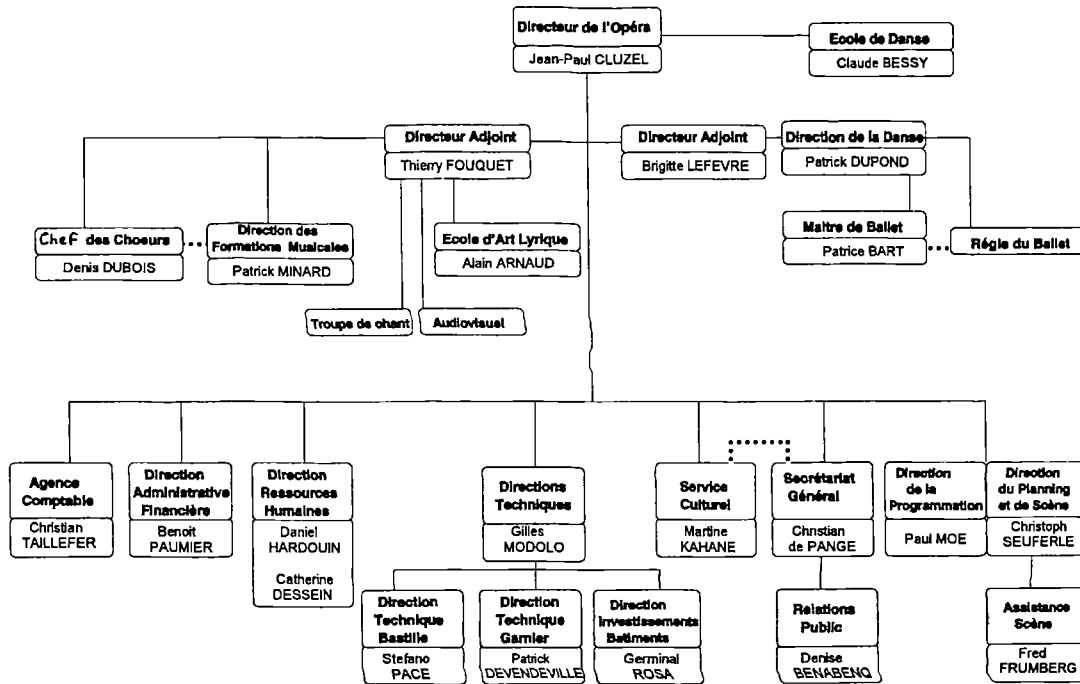 Directeur de l'Opéra
Jean-Paul CLUZEL
Ecole de Danse
Claude BESSY
Directeur Adjoint
Thierry FOUQUET
Directeur Adjoint
Brigitte LEFEVRE
Direction de la Danse
Patrick DUPOND
Chef des Choeurs
Denis DUBOIS
Direction des
Formations Musicales
Patrick MINARD
Ecole d'Art Lyrique
Alain ARNAUD
Maitre de Ballet
Patrice BART
Régie du Ballet
Troupe de chant
Audiovisuel
Agence
Comptable
Christian
TAILLEFER
Direction
Administrative
Financière
Benoit
PAUMIER
Direction
Ressources
Humaines
Daniel
HARDOUIN
Catherine
DESSEIN
Directions
Techniques
Gilles
MODOLO
Service
Culturel
Martine
KAHANE
Secrétariat
Général
Christian
de PANGE
Direction
de la
Programmation
Paul MOE
Direction
du Planning
et de Scène
Christoph
SEUFERLE
Direction
Technique
Bastille
Stefano
PACE
Direction
Technique
Garnier
Patrick
DEVENDEVILLE
Direction
Investissements
Batiments
Germinal
ROSA
Relations
Public
Denise
BENABENQ
Assistance
Scène
Fred
FRUMBERG